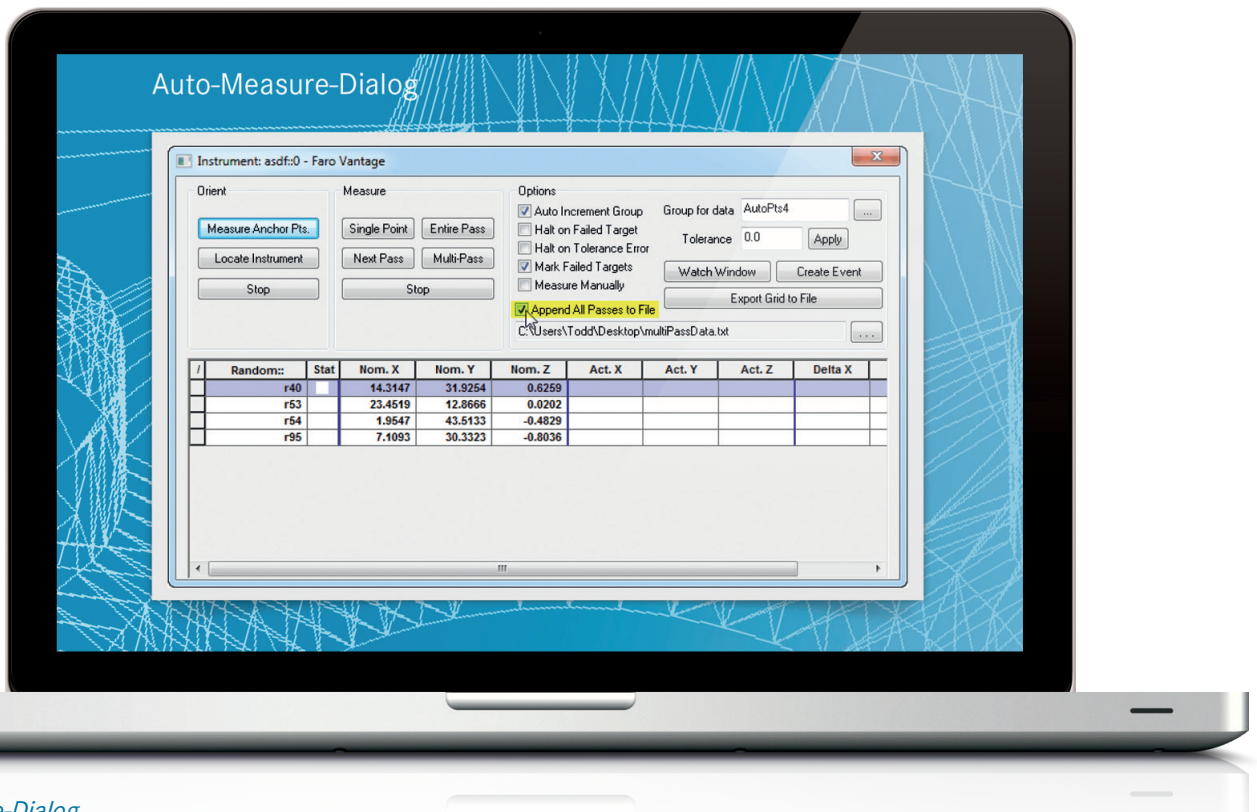 Auto-Measure-Dialog
Instrument: asdf::0 - Faro Vantage
Orient
Measure Anchor Pts.
Locate Instrument
Stop
Measure
Single Point Entire Pass
Next Pass Multi-Pass
Stop
Options
Auto Increment Group
Halt on Failed Target
Halt on Tolerance Error
Mark Failed Targets
Measure Manually
Append All Passes to File
Group for data AutoPts4 ...
Tolerance 0.0 Apply
Watch Window Create Event
Export Grid to File
C:\Users\Todd\Desktop\multiPassData.txt ...
/ Random:: Stat Nom. X Nom. Y Nom. Z Act. X Act. Y Act. Z Delta X
r40 14.3147 31.9254 0.6259
r53 23.4519 12.8666 0.0202
r54 1.9547 43.5133 -0.4829
r95 7.1093 30.3323 -0.8036
-Dialog